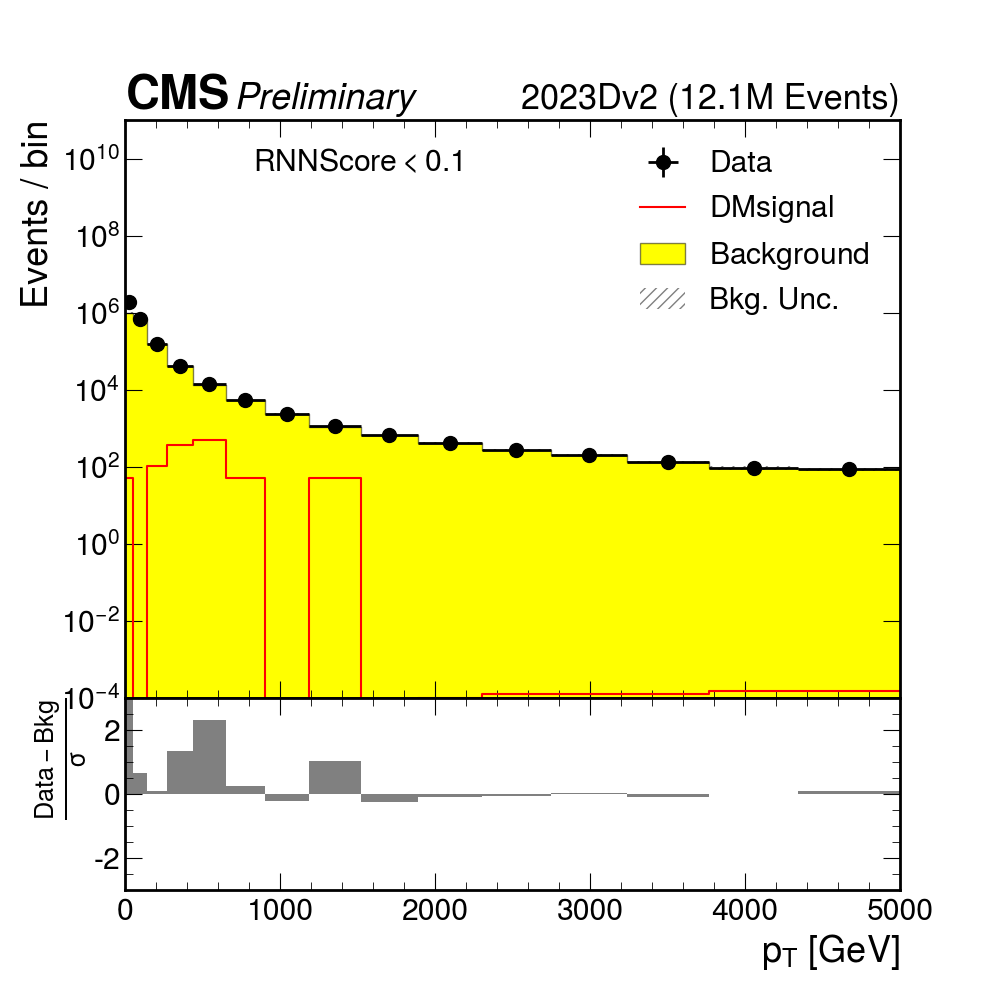 CMS Preliminary 2023Dv2 (12.1M Events)
Events / bin
RNNScore < 0.1
Data
DMsignal
Background
Bkg. Unc.
10^10
10^8
10^6
10^4
10^2
10^0
10^−2
10^−4
Data − Bkg
σ
2
0
-2
0 1000 2000 3000 4000 5000
p_T [GeV]